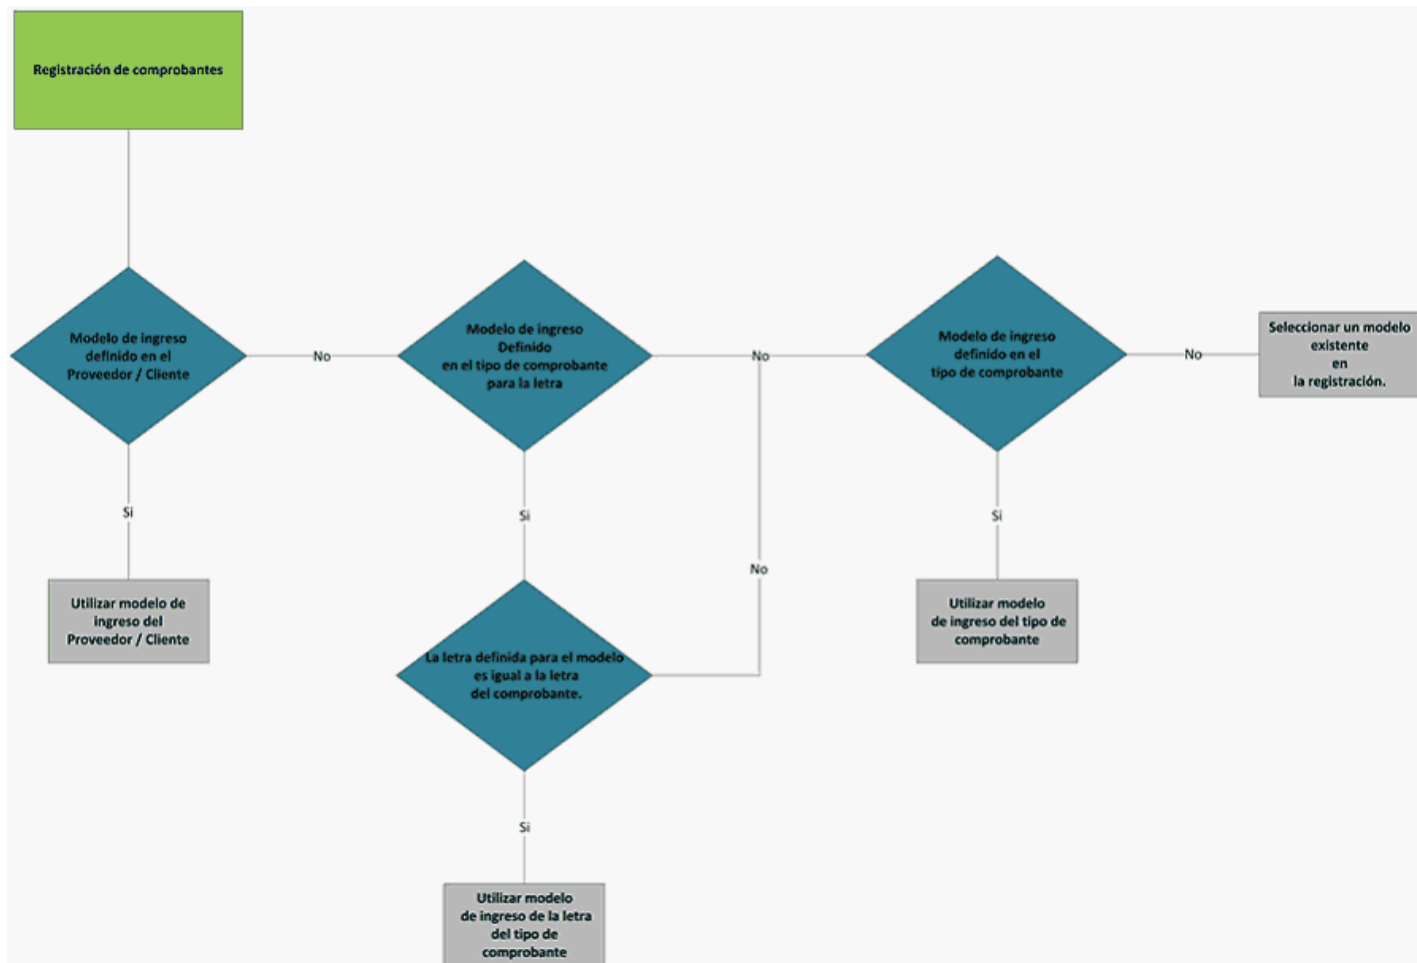 Registración de comprobantes
Modelo de ingreso
definido en el
Proveedor / Cliente
No
Modelo de ingreso
Definido
en el tipo de comprobante
para la letra
No
Modelo de ingreso
definido en el
tipo de comprobante
No
Seleccionar un modelo
existente
en
la registración.
Si
Si
Si
No
Utilizar modelo de
ingreso del
Proveedor / Cliente
Utilizar modelo
de ingreso del tipo de
comprobante
La letra definida para el modelo
es igual a la letra
del comprobante.
Si
Utilizar modelo
de ingreso de la letra
del tipo de
comprobante